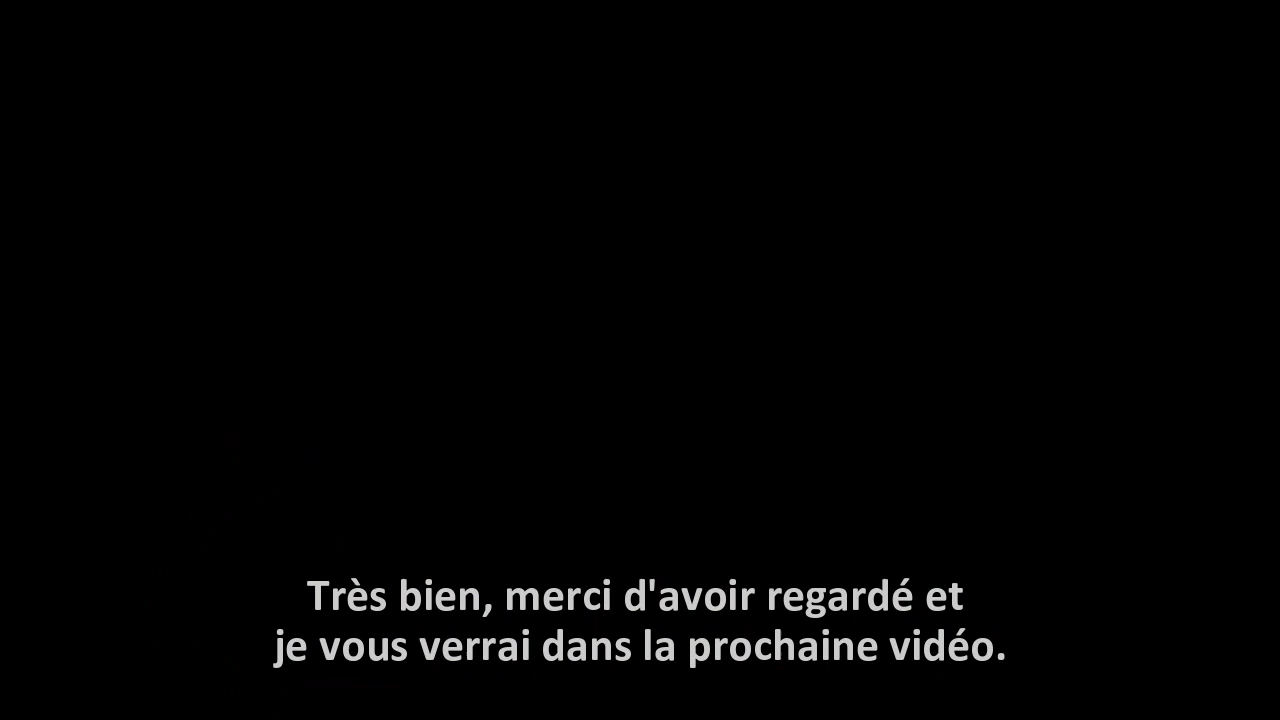 Très bien, merci d'avoir regardé et
je vous verrai dans la prochaine vidéo.